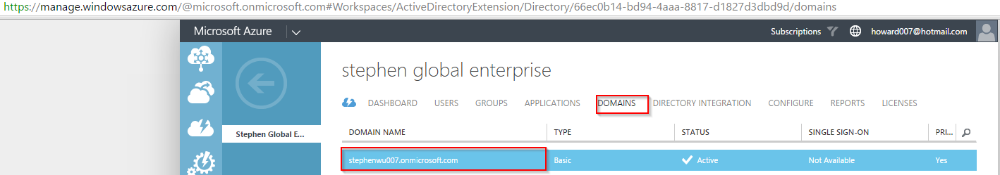 https://manage.windowsazure.com/@microsoft.onmicrosoft.com#Workspaces/ActiveDirectoryExtension/Directory/66ec0b14-bd94-4aaa-8817-d1827d3dbd9d/domains
Microsoft Azure Subscriptions howard007@hotmail.com
stephen global enterprise
DASHBOARD USERS GROUPS APPLICATIONS DOMAINS DIRECTORY INTEGRATION CONFIGURE REPORTS LICENSES
Stephen Global E...
DOMAIN NAME TYPE STATUS SINGLE SIGN-ON PRI...
stephenwu007.onmicrosoft.com Basic Active Not Available Yes